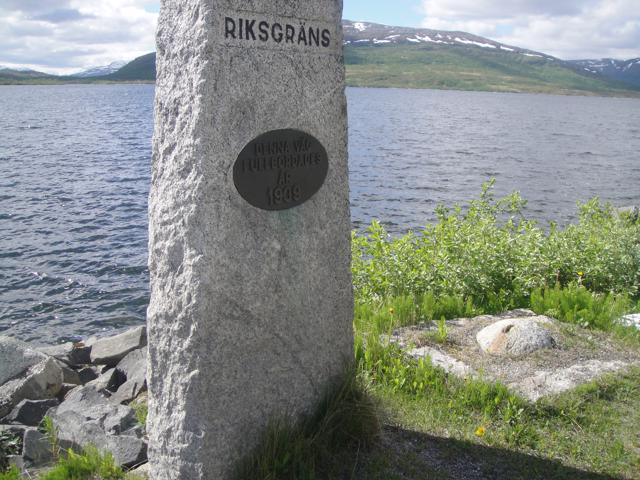 RIKSGRÄNS
DENNA VÄG
FULLBORDADES
ÅR
1909